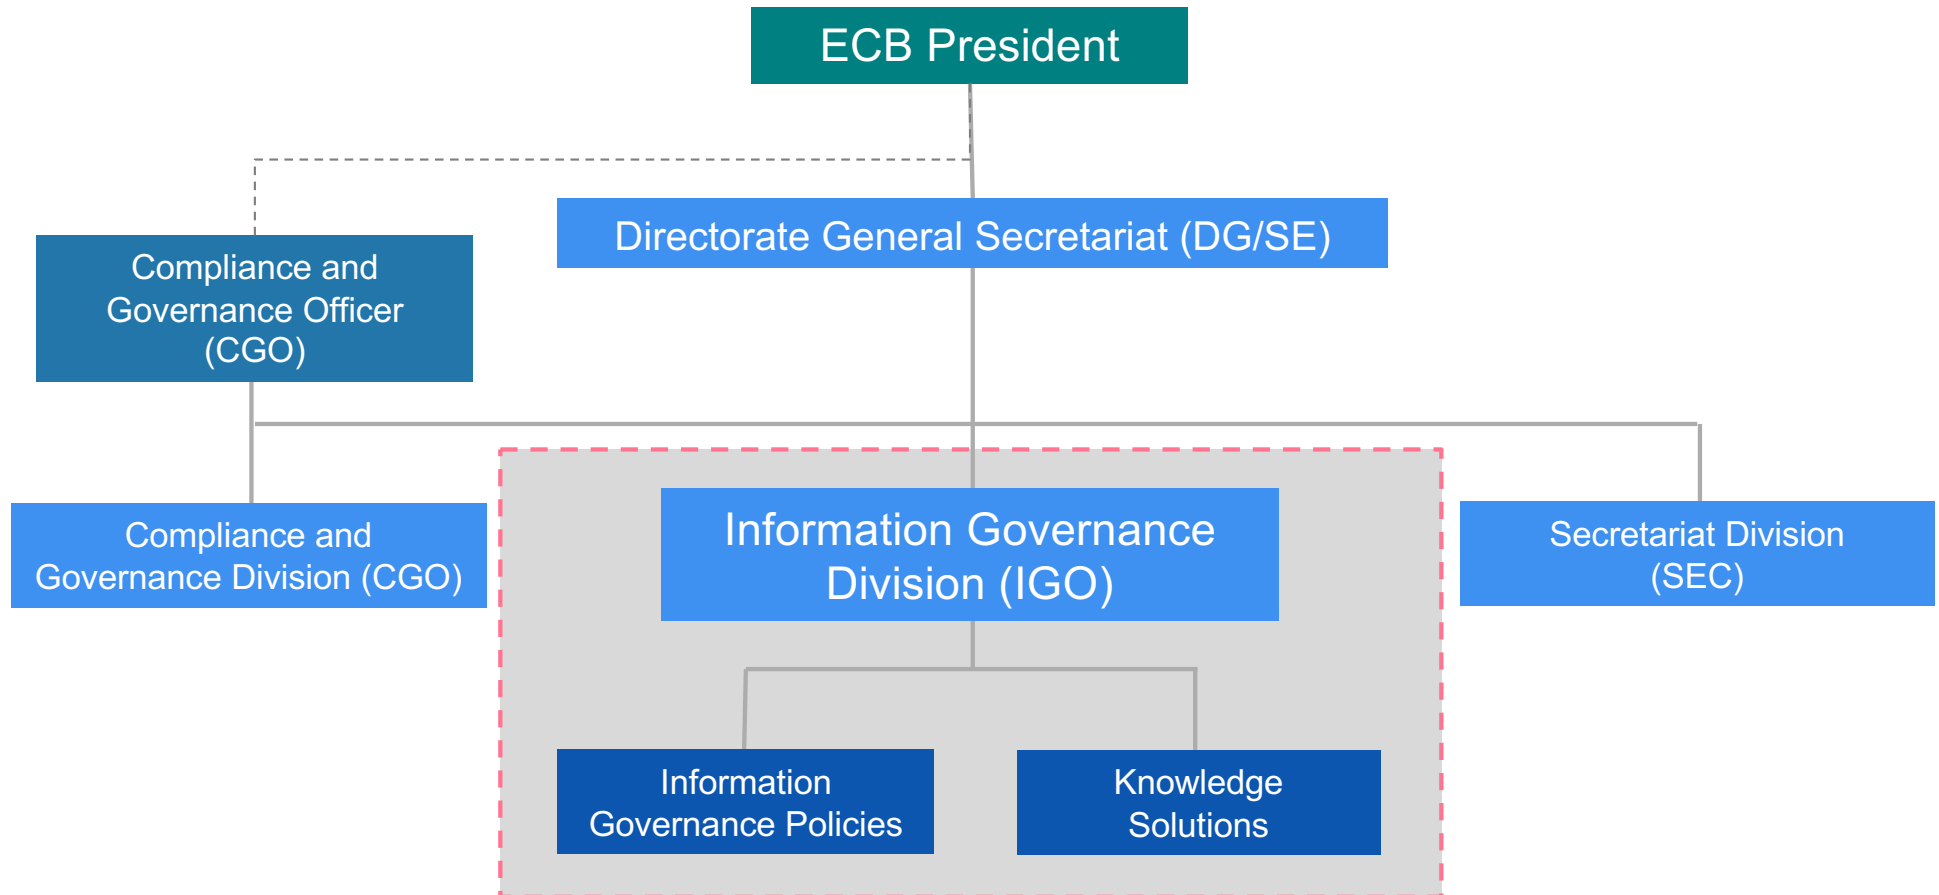 ECB President
Directorate General Secretariat (DG/SE)
Compliance and
Governance Officer
(CGO)
Compliance and
Governance Division (CGO)
Information Governance
Division (IGO)
Secretariat Division
(SEC)
Information
Governance Policies
Knowledge
Solutions